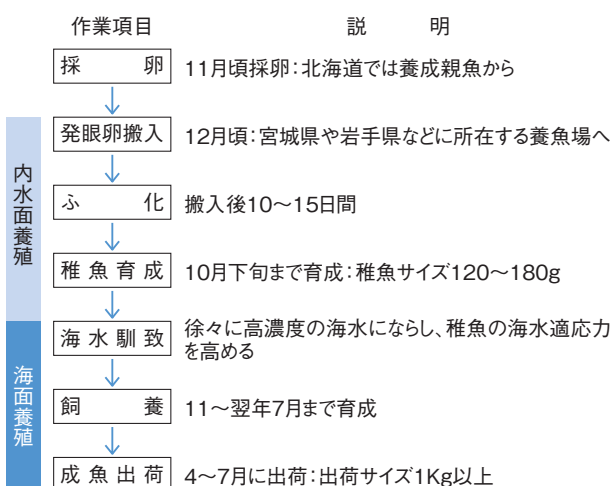 作業項目 説 明
採 卵 11月頃採卵：北海道では養成親魚から
発眼卵搬入 12月頃：宮城県や岩手県などに所在する養魚場へ
内水面養殖
ふ 化 搬入後10〜15日間
稚魚育成 10月下旬まで育成：稚魚サイズ120〜180g
海水馴致 徐々に高濃度の海水にならし、稚魚の海水適応力
を高める
海面養殖
飼 養 11〜翌年7月まで育成
成魚出荷 4〜7月に出荷：出荷サイズ1Kg以上